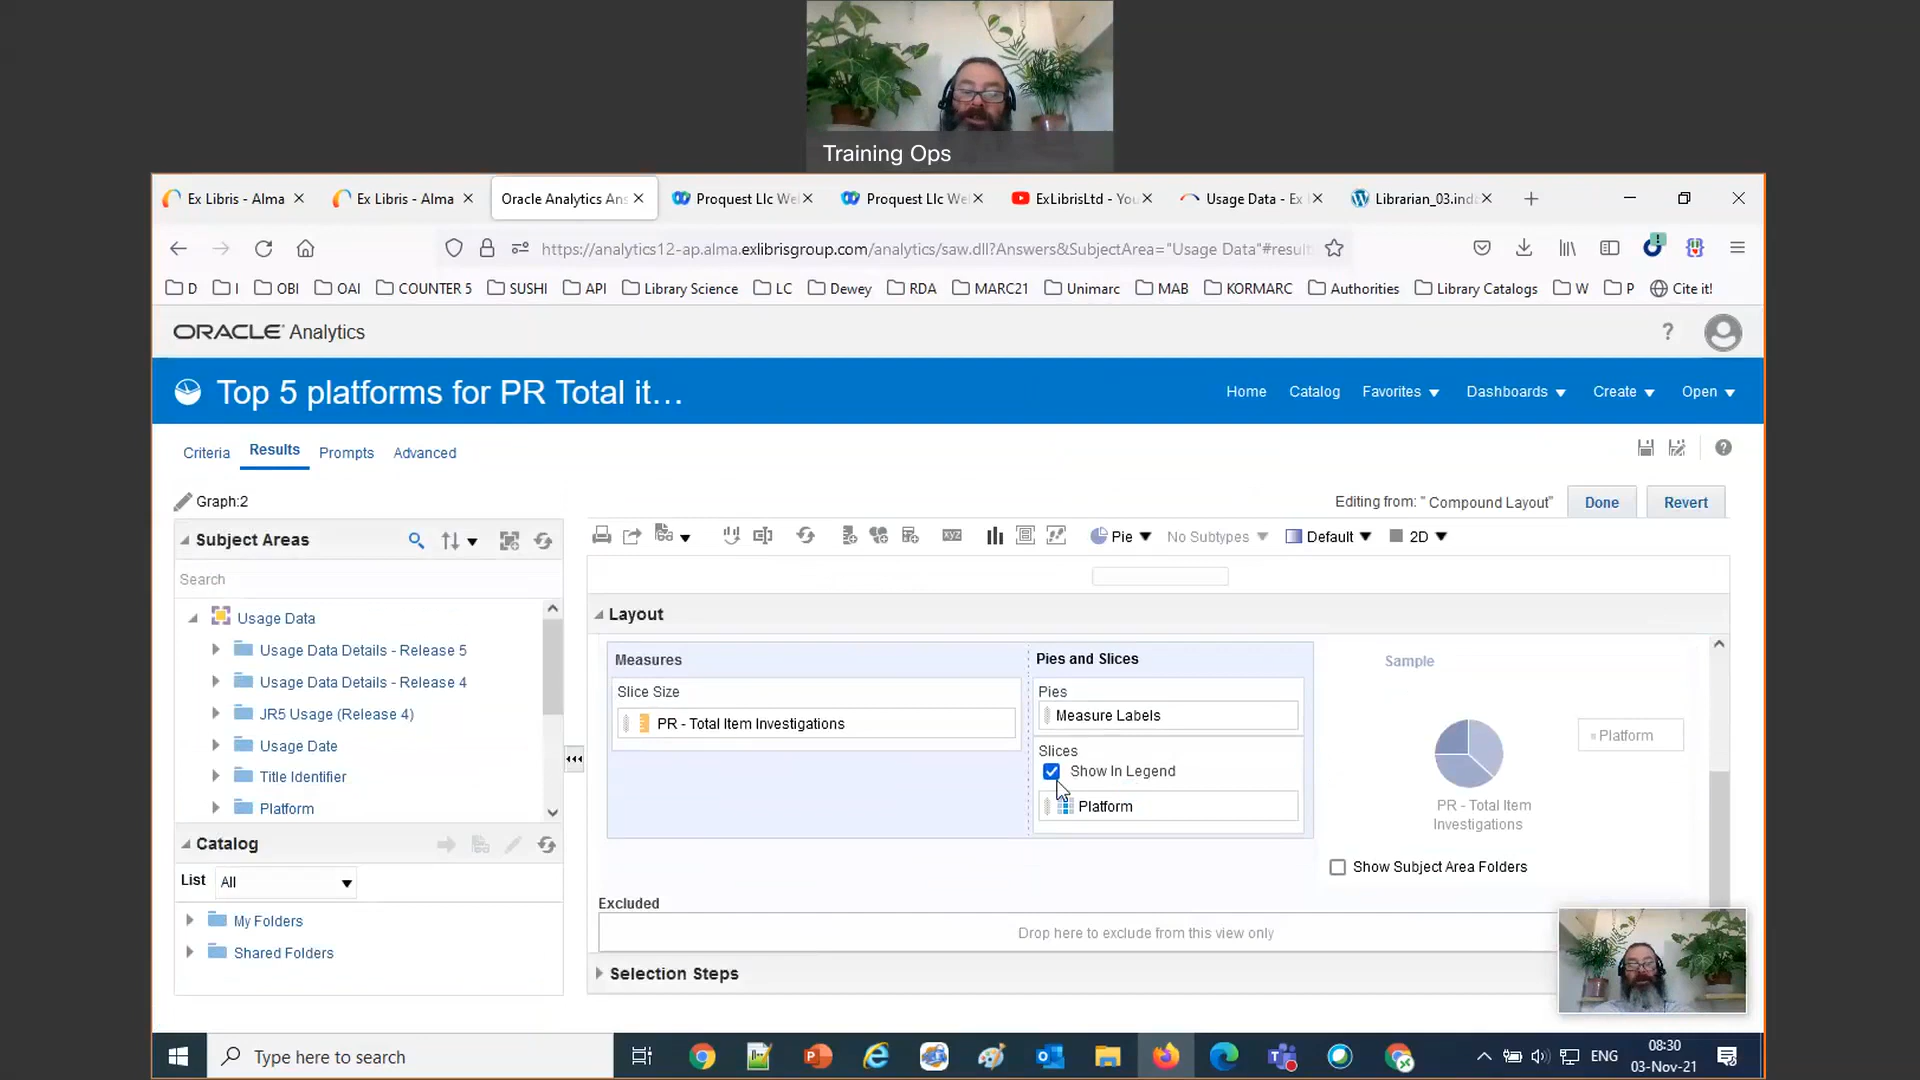 Training Ops
Ex Libris - Alma
Ex Libris - Alma
Oracle Analytics Ans
Proquest Llc We
Proquest Llc We
ExLibrisLtd - You
Usage Data - Ex
Librarian_03.ind
https://analytics12-ap.alma.exlibrisgroup.com/analytics/saw.dll?Answers&SubjectArea="Usage Data"#result
D
I
OBI
OAI
COUNTER 5
SUSHI
API
Library Science
LC
Dewey
RDA
MARC21
Unimarc
MAB
KORMARC
Authorities
Library Catalogs
W
P
Cite it!
ORACLE Analytics
?
Top 5 platforms for PR Total it...
Home
Catalog
Favorites
Dashboards
Create
Open
Criteria
Results
Prompts
Advanced
Graph:2
Editing from: " Compound Layout"
Done
Revert
Subject Areas
XYZ
Pie
No Subtypes
Default
2D
Search
Usage Data
Usage Data Details - Release 5
Usage Data Details - Release 4
JR5 Usage (Release 4)
Usage Date
Title Identifier
Platform
Layout
Measures
Slice Size
PR - Total Item Investigations
Pies and Slices
Pies
Measure Labels
Slices
Show In Legend
Platform
Sample
Platform
PR - Total Item
Investigations
Show Subject Area Folders
Catalog
List
All
My Folders
Shared Folders
Excluded
Drop here to exclude from this view only
Selection Steps
Type here to search
ENG
08:30
03-Nov-21